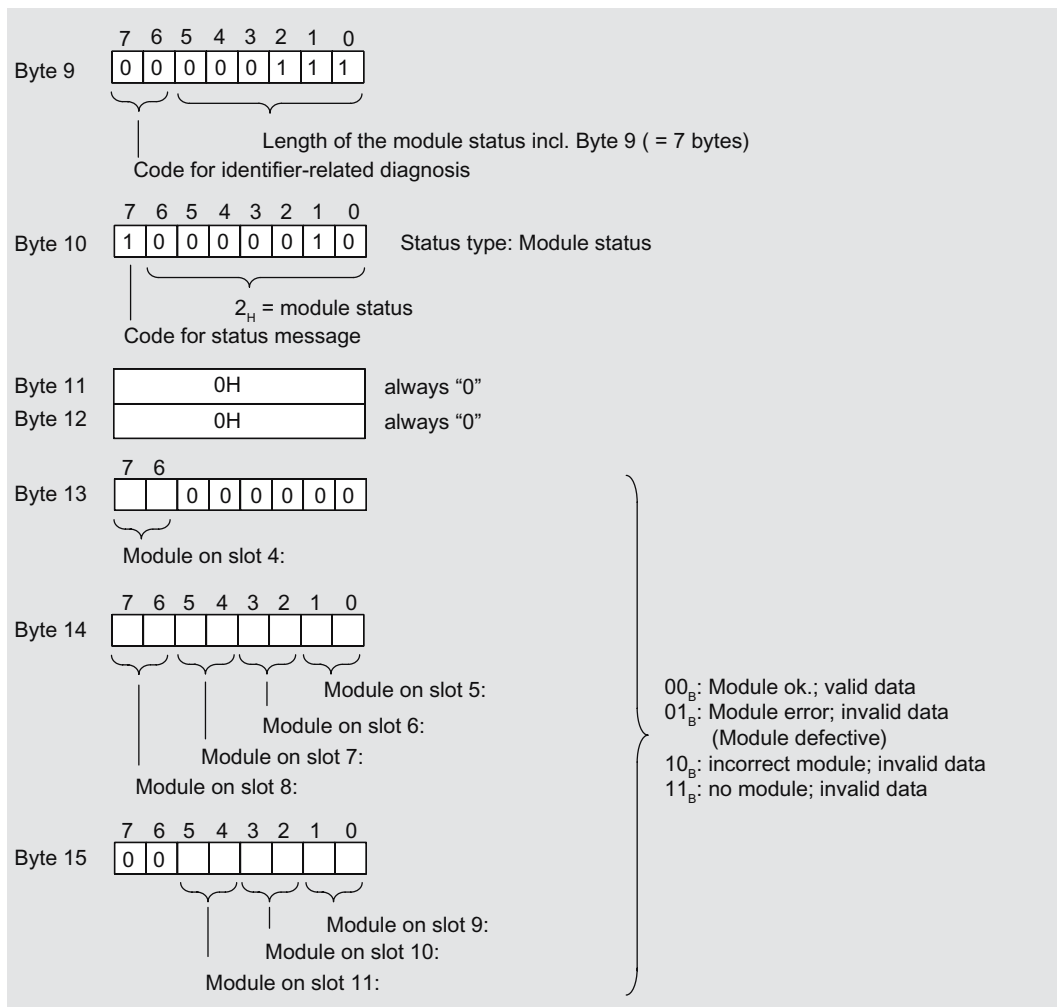 7 6 5 4 3 2 1 0
Byte 9 0 0 0 0 0 1 1 1
Length of the module status incl. Byte 9 ( = 7 bytes)
Code for identifier-related diagnosis
7 6 5 4 3 2 1 0
Byte 10 1 0 0 0 0 0 1 0 Status type: Module status
2H = module status
Code for status message
Byte 11 0H always “0”
Byte 12 0H always “0”
7 6
Byte 13 0 0 0 0 0 0
Module on slot 4:
7 6 5 4 3 2 1 0
Byte 14
Module on slot 5:
Module on slot 6:
Module on slot 7:
Module on slot 8:
00B: Module ok.; valid data
01B: Module error; invalid data
(Module defective)
10B: incorrect module; invalid data
11B: no module; invalid data
7 6 5 4 3 2 1 0
Byte 15 0 0
Module on slot 9:
Module on slot 10:
Module on slot 11: